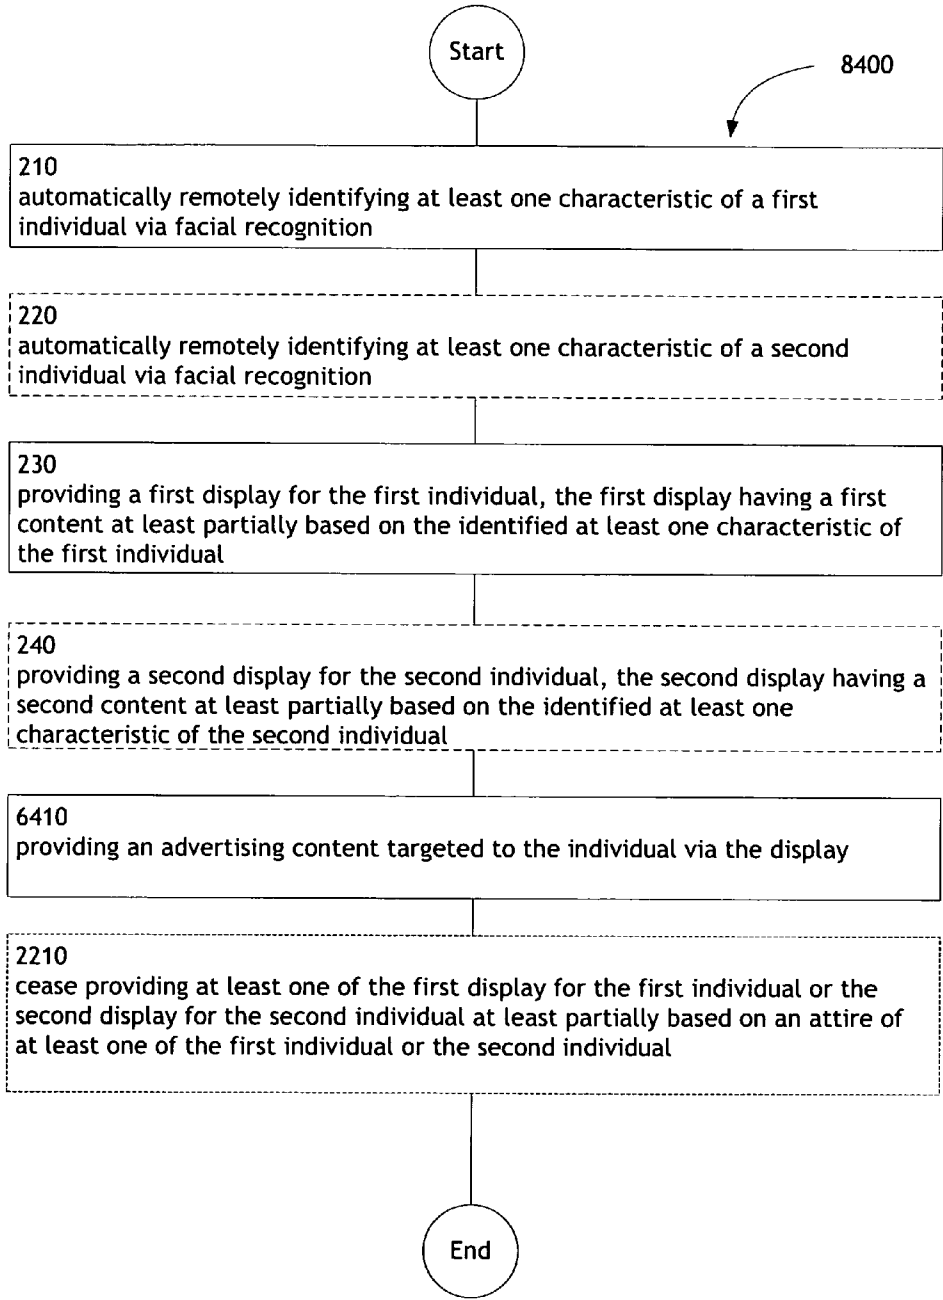 Start
8400
210
automatically remotely identifying at least one characteristic of a first
individual via facial recognition
220
automatically remotely identifying at least one characteristic of a second
individual via facial recognition
230
providing a first display for the first individual, the first display having a first
content at least partially based on the identified at least one characteristic of
the first individual
240
providing a second display for the second individual, the second display having a
second content at least partially based on the identified at least one
characteristic of the second individual
6410
providing an advertising content targeted to the individual via the display
2210
cease providing at least one of the first display for the first individual or the
second display for the second individual at least partially based on an attire of
at least one of the first individual or the second individual
End